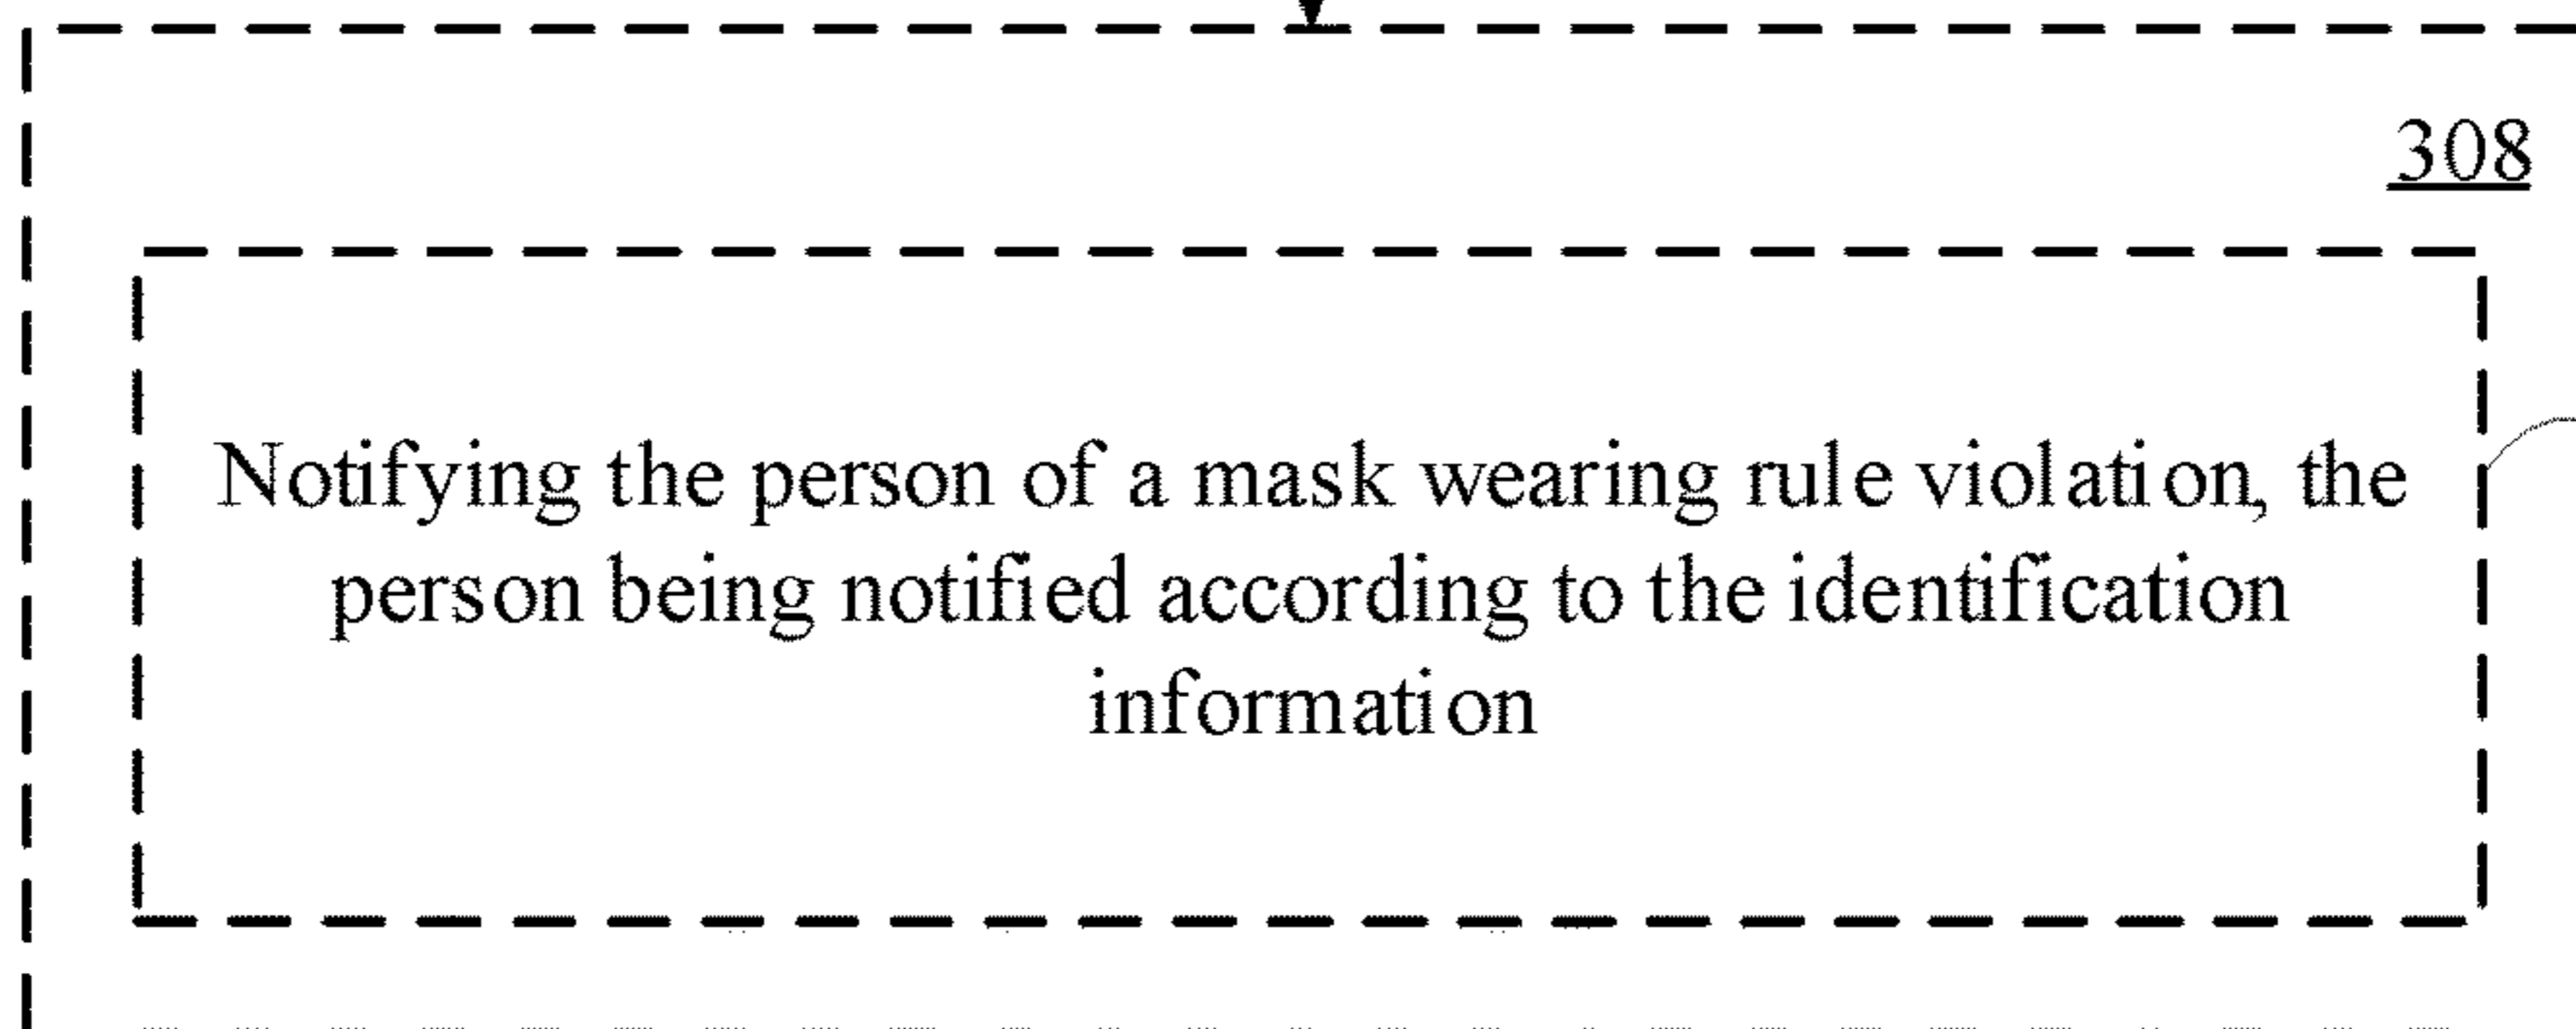 308
Notifying the person of a mask wearing rule violation, the
person being notified according to the identification
information